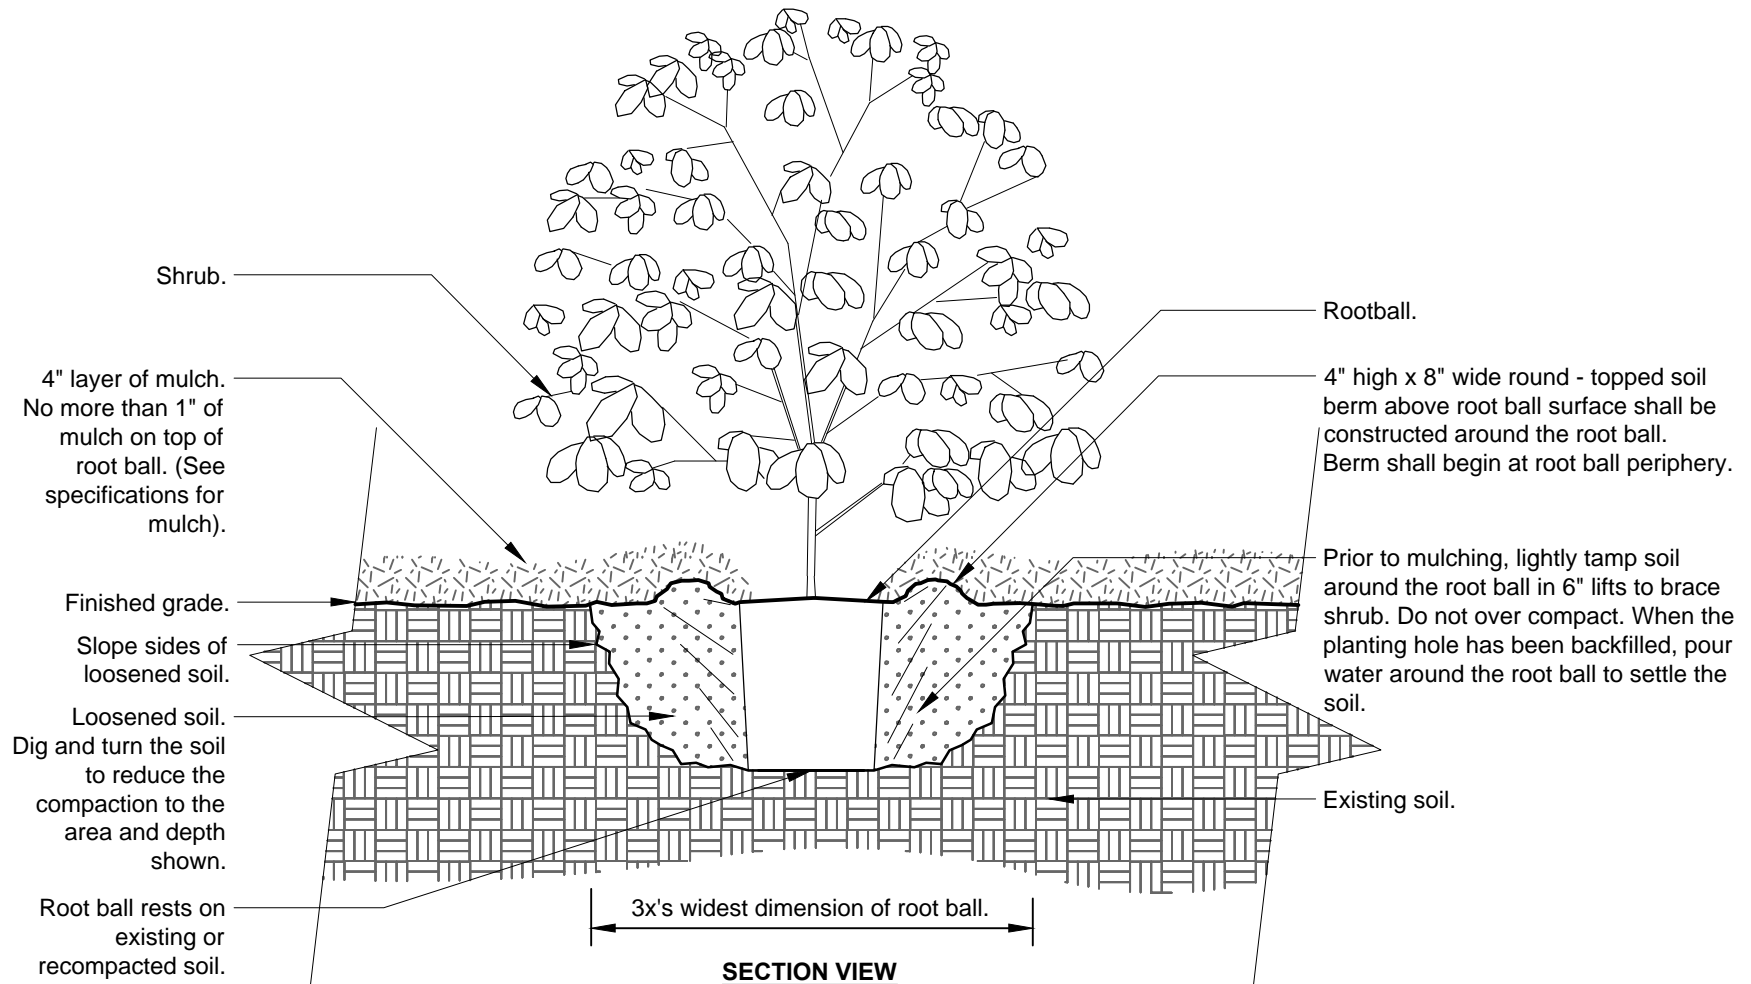 Shrub.
4" layer of mulch.
No more than 1" of
mulch on top of
root ball. (See
specifications for
mulch).
Finished grade.
Slope sides of
loosened soil.
Loosened soil.
Dig and turn the soil
to reduce the
compaction to the
area and depth
shown.
Root ball rests on
existing or
recompacted soil.
Rootball.
4" high x 8" wide round - topped soil
berm above root ball surface shall be
constructed around the root ball.
Berm shall begin at root ball periphery.
Prior to mulching, lightly tamp soil
around the root ball in 6" lifts to brace
shrub. Do not over compact. When the
planting hole has been backfilled, pour
water around the root ball to settle the
soil.
Existing soil.
3x's widest dimension of root ball.
SECTION VIEW